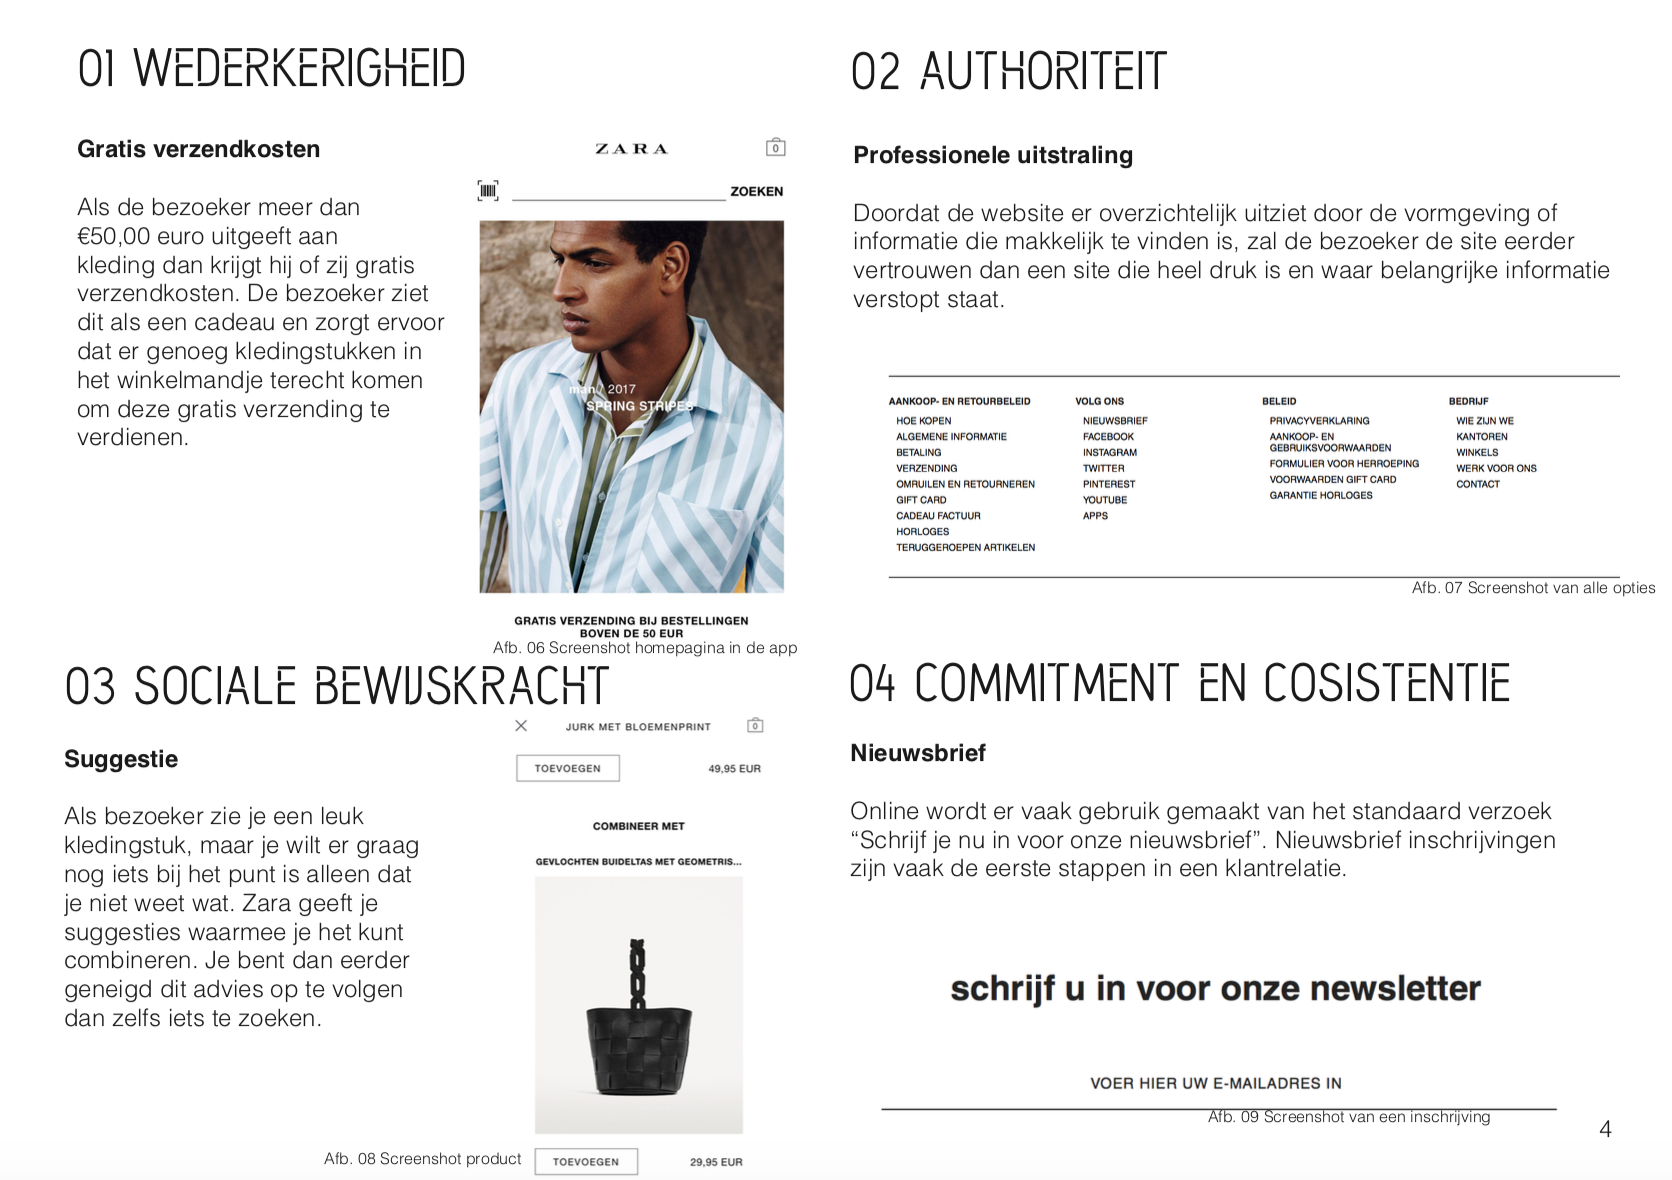 01 WEDERKERIGHEID
Gratis verzendkosten
Als de bezoeker meer dan
€50,00 euro uitgeeft aan
kleding dan krijgt hij of zij gratis
verzendkosten. De bezoeker ziet
dit als een cadeau en zorgt ervoor
dat er genoeg kledingstukken in
het winkelmandje terecht komen
om deze gratis verzending te
verdienen.
ZARA
0
ZOEKEN
man / 2017
SPRING STRIPES
GRATIS VERZENDING BIJ BESTELLINGEN
BOVEN DE 50 EUR
Afb. 06 Screenshot homepagina in de app
02 AUTHORITEIT
Professionele uitstraling
Doordat de website er overzichtelijk uitziet door de vormgeving of
informatie die makkelijk te vinden is, zal de bezoeker de site eerder
vertrouwen dan een site die heel druk is en waar belangrijke informatie
verstopt staat.
AANKOOP- EN RETOURBELEID
HOE KOPEN
ALGEMENE INFORMATIE
BETALING
VERZENDING
OMRUILEN EN RETOURNEREN
GIFT CARD
CADEAU FACTUUR
HORLOGES
TERUGGEROEPEN ARTIKELEN
VOLG ONS
NIEUWSBRIEF
FACEBOOK
INSTAGRAM
TWITTER
PINTEREST
YOUTUBE
APPS
BELEID
PRIVACYVERKLARING
AANKOOP- EN
GEBRUIKSVOORWAARDEN
FORMULIER VOOR HERROEPING
VOORWAARDEN GIFT CARD
GARANTIE HORLOGES
BEDRIJF
WIE ZIJN WE
KANTOREN
WINKELS
WERK VOOR ONS
CONTACT
Afb. 07 Screenshot van alle opties
03 SOCIALE BEWIJSKRACHT
Suggestie
Als bezoeker zie je een leuk
kledingstuk, maar je wilt er graag
nog iets bij het punt is alleen dat
je niet weet wat. Zara geeft je
suggesties waarmee je het kunt
combineren. Je bent dan eerder
geneigd dit advies op te volgen
dan zelfs iets te zoeken.
JURK MET BLOEMENPRINT
0
TOEVOEGEN
49,95 EUR
COMBINEER MET
GEVLOCHTEN BUIDELTAS MET GEOMETRIS...
TOEVOEGEN
29,95 EUR
Afb. 08 Screenshot product
04 COMMITMENT EN COSISTENTIE
Nieuwsbrief
Online wordt er vaak gebruik gemaakt van het standaard verzoek
“Schrijf je nu in voor onze nieuwsbrief”. Nieuwsbrief inschrijvingen
zijn vaak de eerste stappen in een klantrelatie.
schrijf u in voor onze newsletter
VOER HIER UW E-MAILADRES IN
Afb. 09 Screenshot van een inschrijving
4